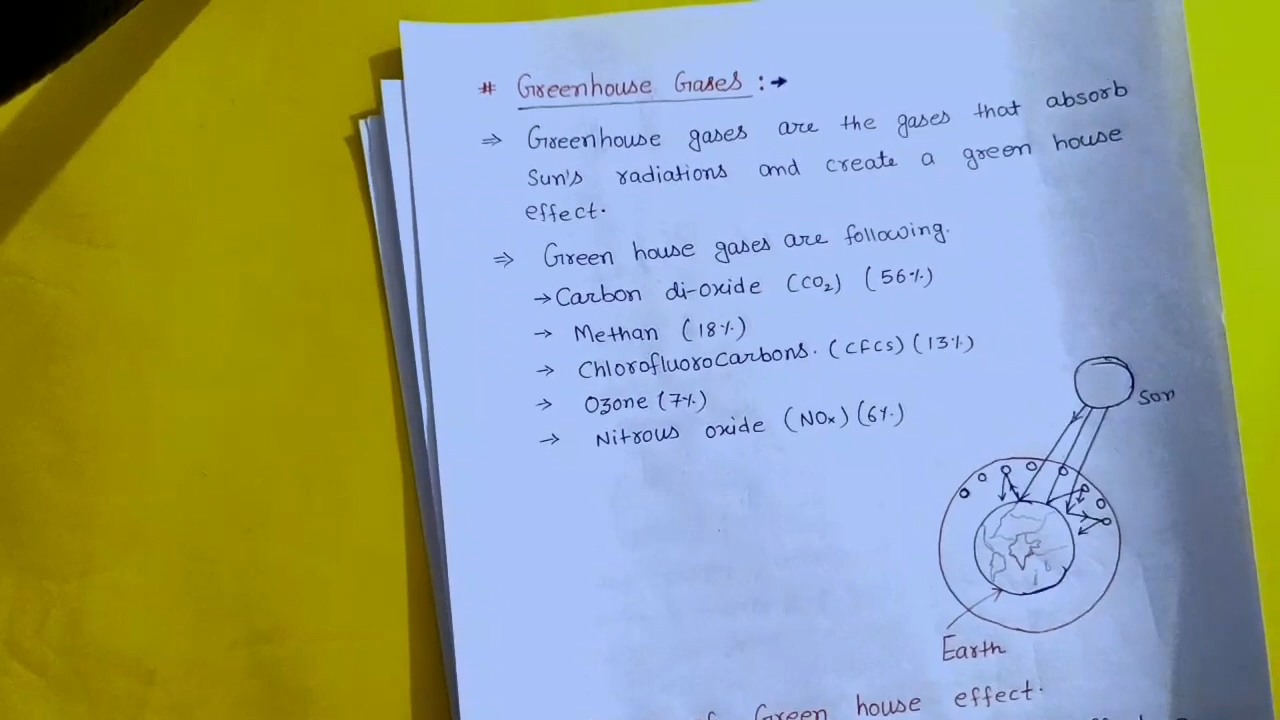 # Greenhouse Gases :→
⇒ Greenhouse gases are the gases that absorb
Sun's radiations and create a green house
effect.
⇒ Green house gases are following.
→ Carbon di-oxide (CO₂) (56%)
→ Methan (18%)
→ Chlorofluorocarbons. (CFCs) (13%)
→ Ozone (7%)
→ Nitrous oxide (NOx) (6%)
Sun
Earth
Green house effect.